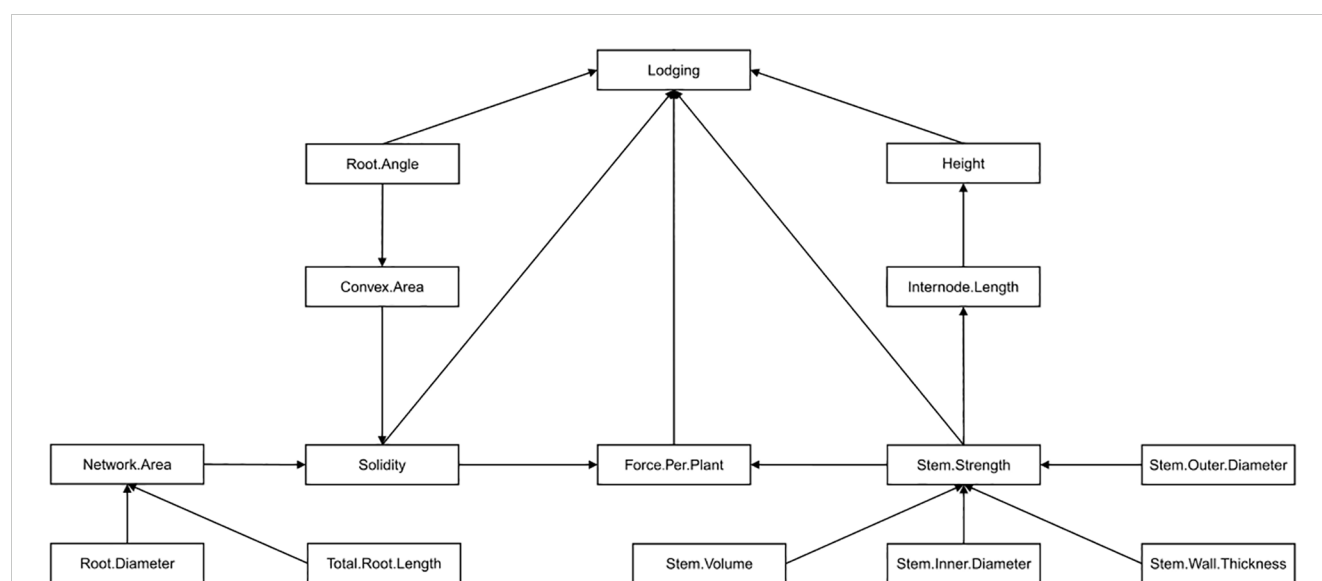 Lodging
Root.Angle
Height
Convex.Area
Internode.Length
Network.Area
Solidity
Force.Per.Plant
Stem.Strength
Stem.Outer.Diameter
Root.Diameter
Total.Root.Length
Stem.Volume
Stem.Inner.Diameter
Stem.Wall.Thickness